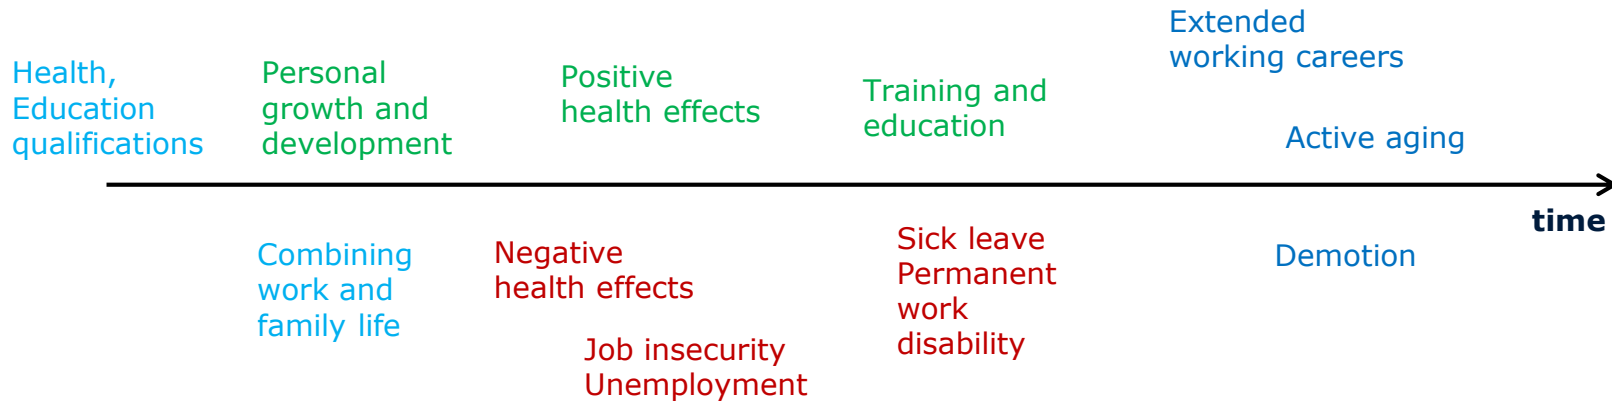 Health,
Education
qualifications
Personal
growth and
development
Positive
health effects
Training and
education
Extended
working careers
Active aging
time
Combining
work and
family life
Negative
health effects
Job insecurity
Unemployment
Sick leave
Permanent
work
disability
Demotion